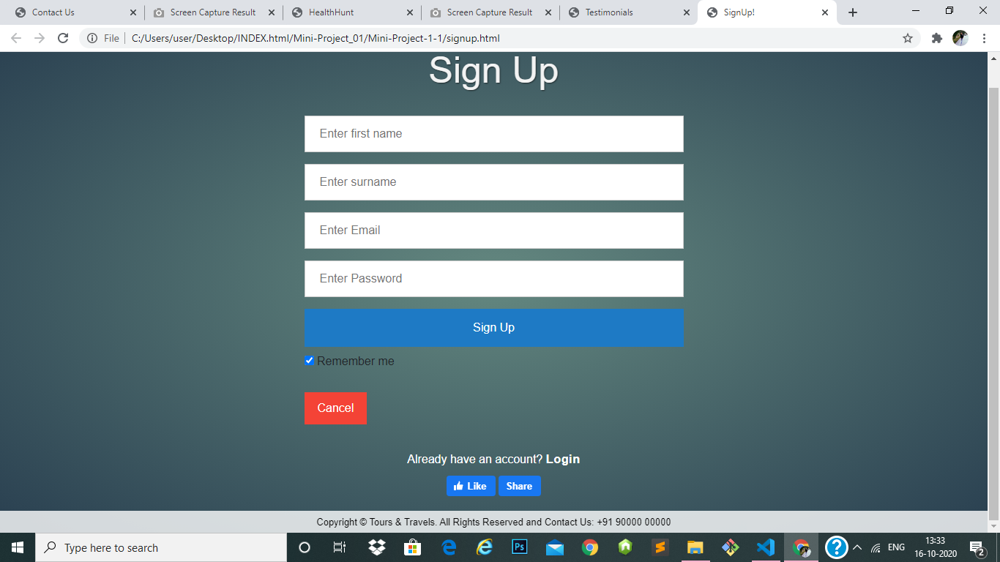 Contact Us
Screen Capture Result
HealthHunt
Screen Capture Result
Testimonials
SignUp!
File
C:/Users/user/Desktop/INDEX.html/Mini-Project_01/Mini-Project-1-1/signup.html
Sign Up
Enter first name
Enter surname
Enter Email
Enter Password
Sign Up
Remember me
Cancel
Already have an account? Login
Like Share
Copyright © Tours & Travels. All Rights Reserved and Contact Us: +91 90000 00000
Type here to search
Ps
ENG
13:33
16-10-2020
2